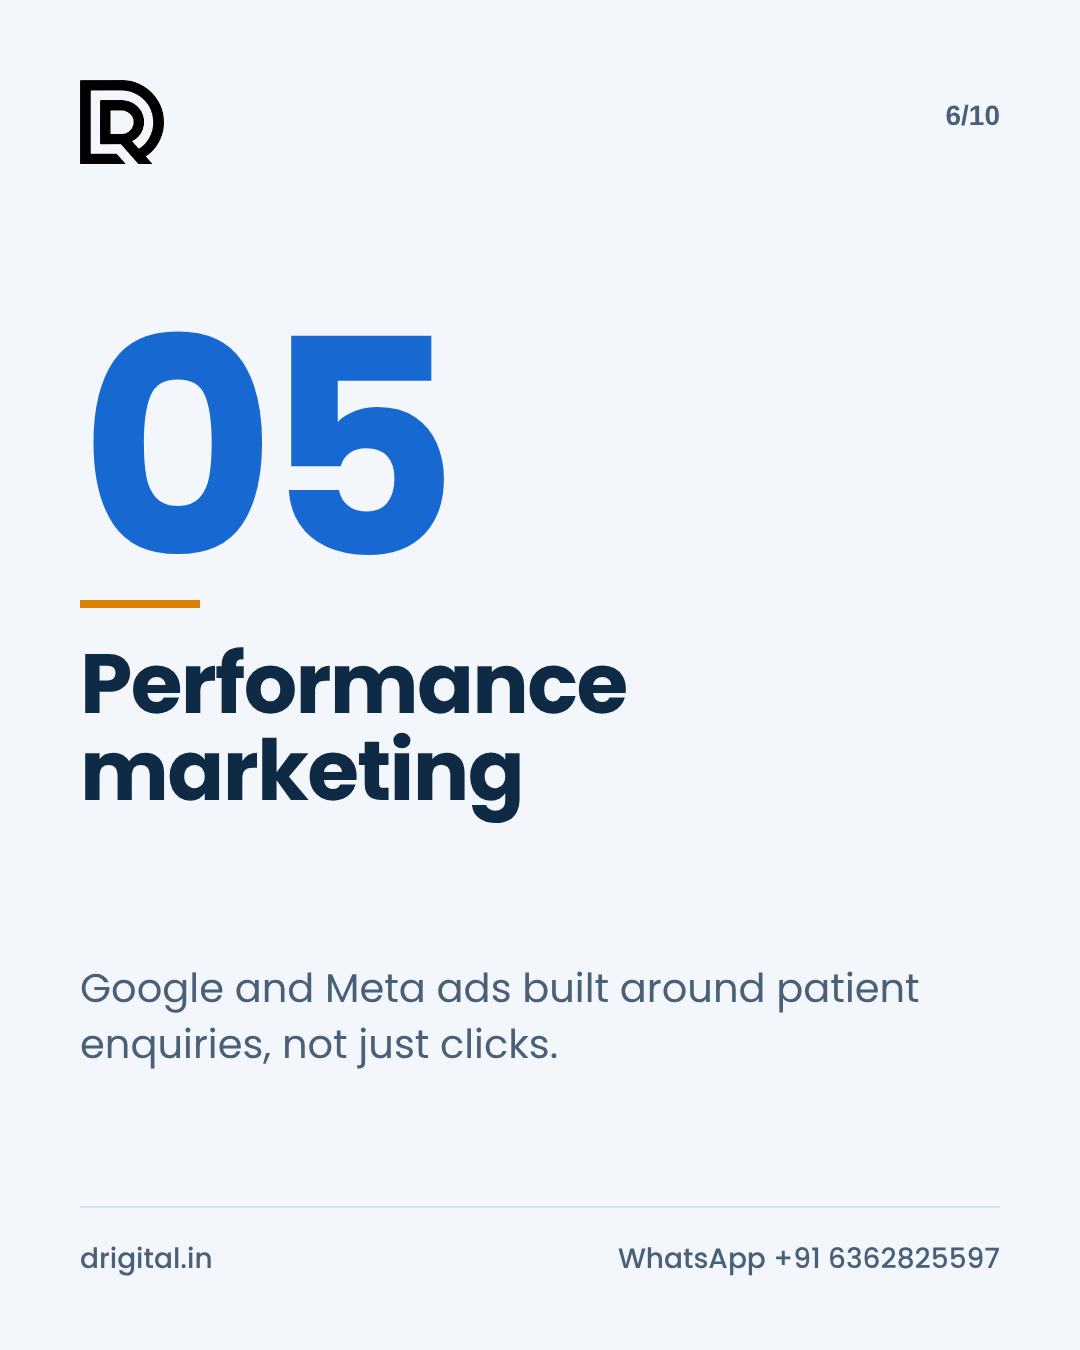 6/10
05
Performance
marketing
Google and Meta ads built around patient
enquiries, not just clicks.
drigital.in
WhatsApp +91 6362825597